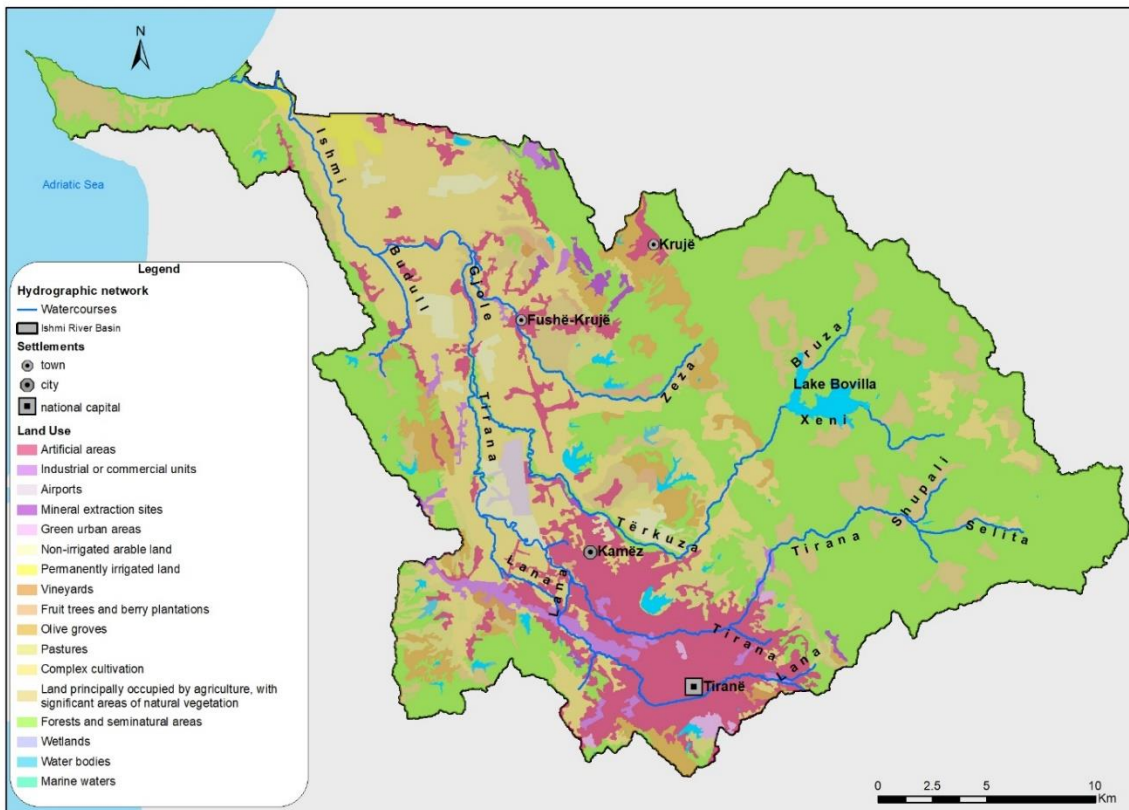 N
Adriatic Sea
Ishmi
Krujë
Budull
Gjole
Fushë-Krujë
Bruza
Zeza
Lake Bovilla
Xeni
Tirana
Shupali
Selita
Tërkuza
Tirana
Kamëz
Lanaa
Lana
Tirana
Lana
Tiranë
Legend
Hydrographic network
Watercourses
Ishmi River Basin
Settlements
town
city
national capital
Land Use
Artificial areas
Industrial or commercial units
Airports
Mineral extraction sites
Green urban areas
Non-irrigated arable land
Permanently irrigated land
Vineyards
Fruit trees and berry plantations
Olive groves
Pastures
Complex cultivation
Land principally occupied by agriculture, with
significant areas of natural vegetation
Forests and seminatural areas
Wetlands
Water bodies
Marine waters
0 2.5 5 10
Km